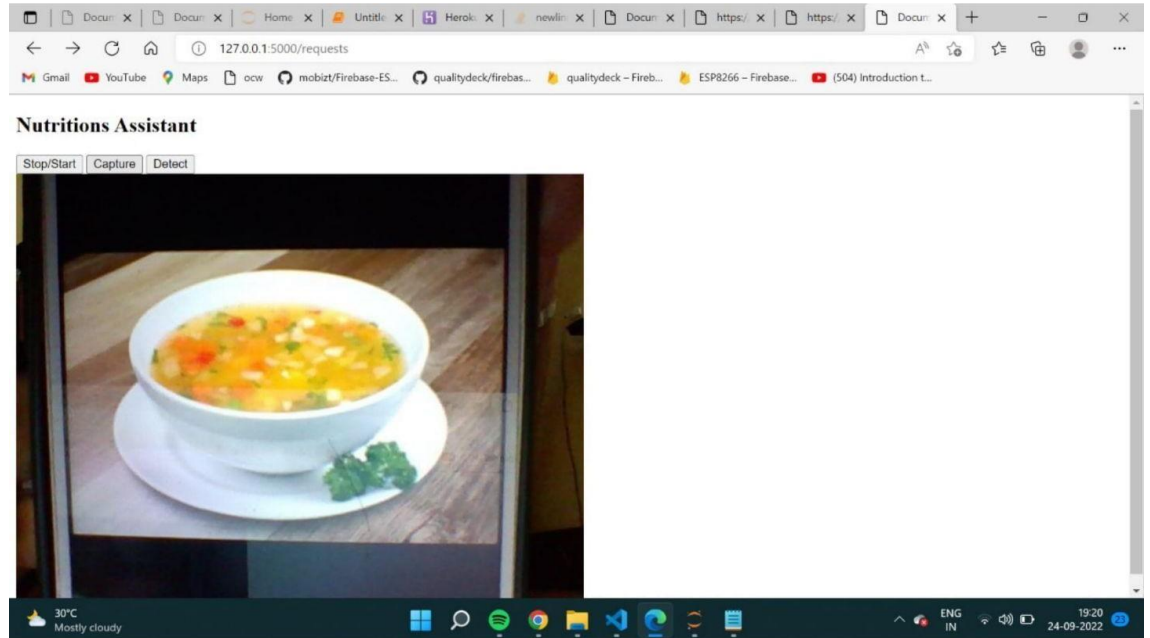 Docum Docum Home Untitle Heroku newlin Docum https:/ https:/ Docum
127.0.0.1:5000/requests
Gmail YouTube Maps ocw mobizt/Firebase-ES... qualitydeck/firebas... qualitydeck – Fireb... ESP8266 – Firebase... (504) Introduction t...
Nutritions Assistant
Stop/Start Capture Detect
30°C ENG 19:20
Mostly cloudy IN 24-09-2022 23